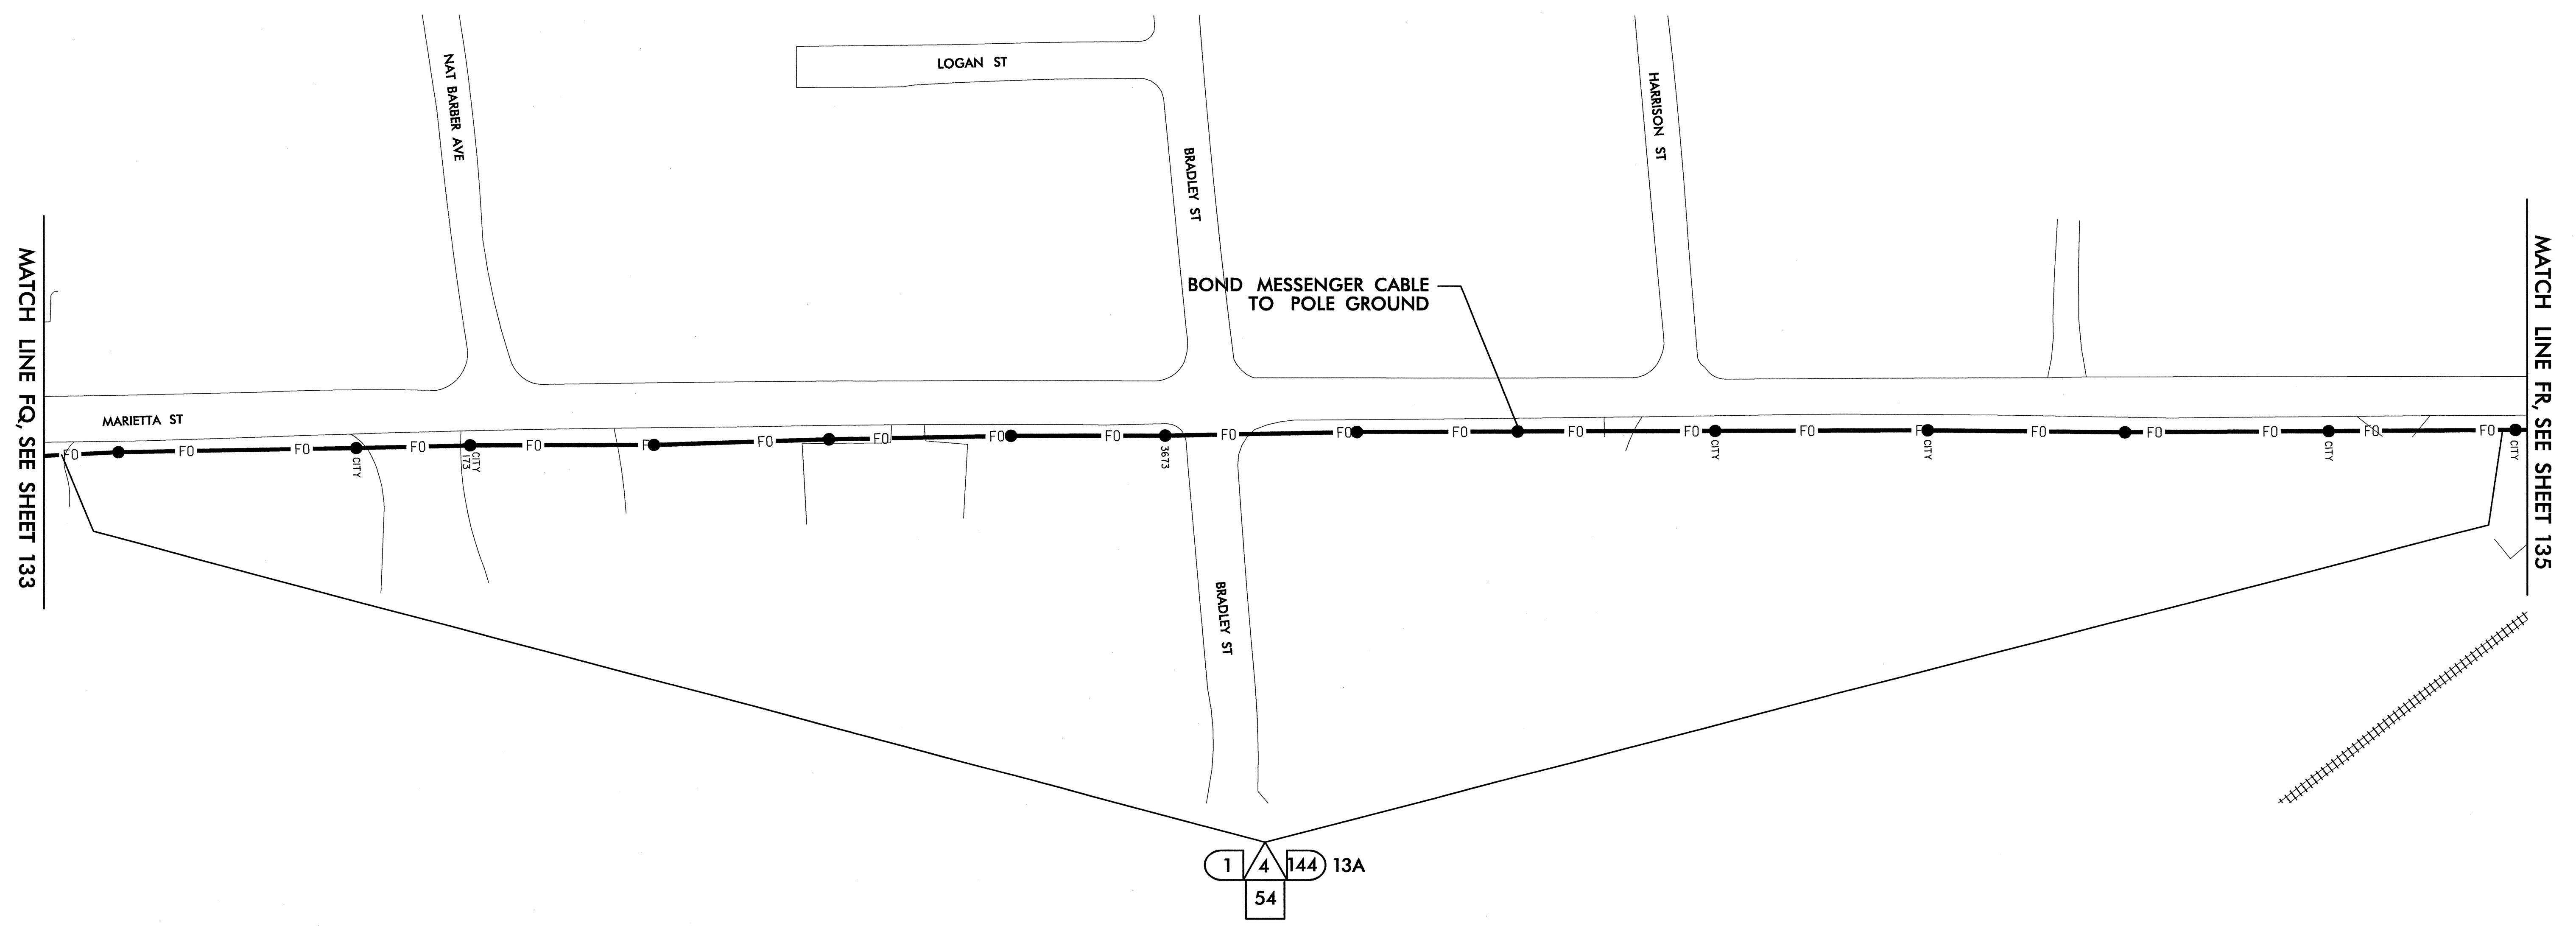 NAT BARBER AVE
LOGAN ST
BRADLEY ST
HARRISON ST
BOND MESSENGER CABLE
TO POLE GROUND
MATCH LINE FQ, SEE SHEET 133
MATCH LINE FR, SEE SHEET 135
MARIETTA ST
FO FO FO FO FO F FO FO FO FO FO FO FO FO FO FO F FO FO FO FO FO
CITY
CITY
173
3673
CITY
CITY
CITY
CITY
BRADLEY ST
1 4 144 13A
54